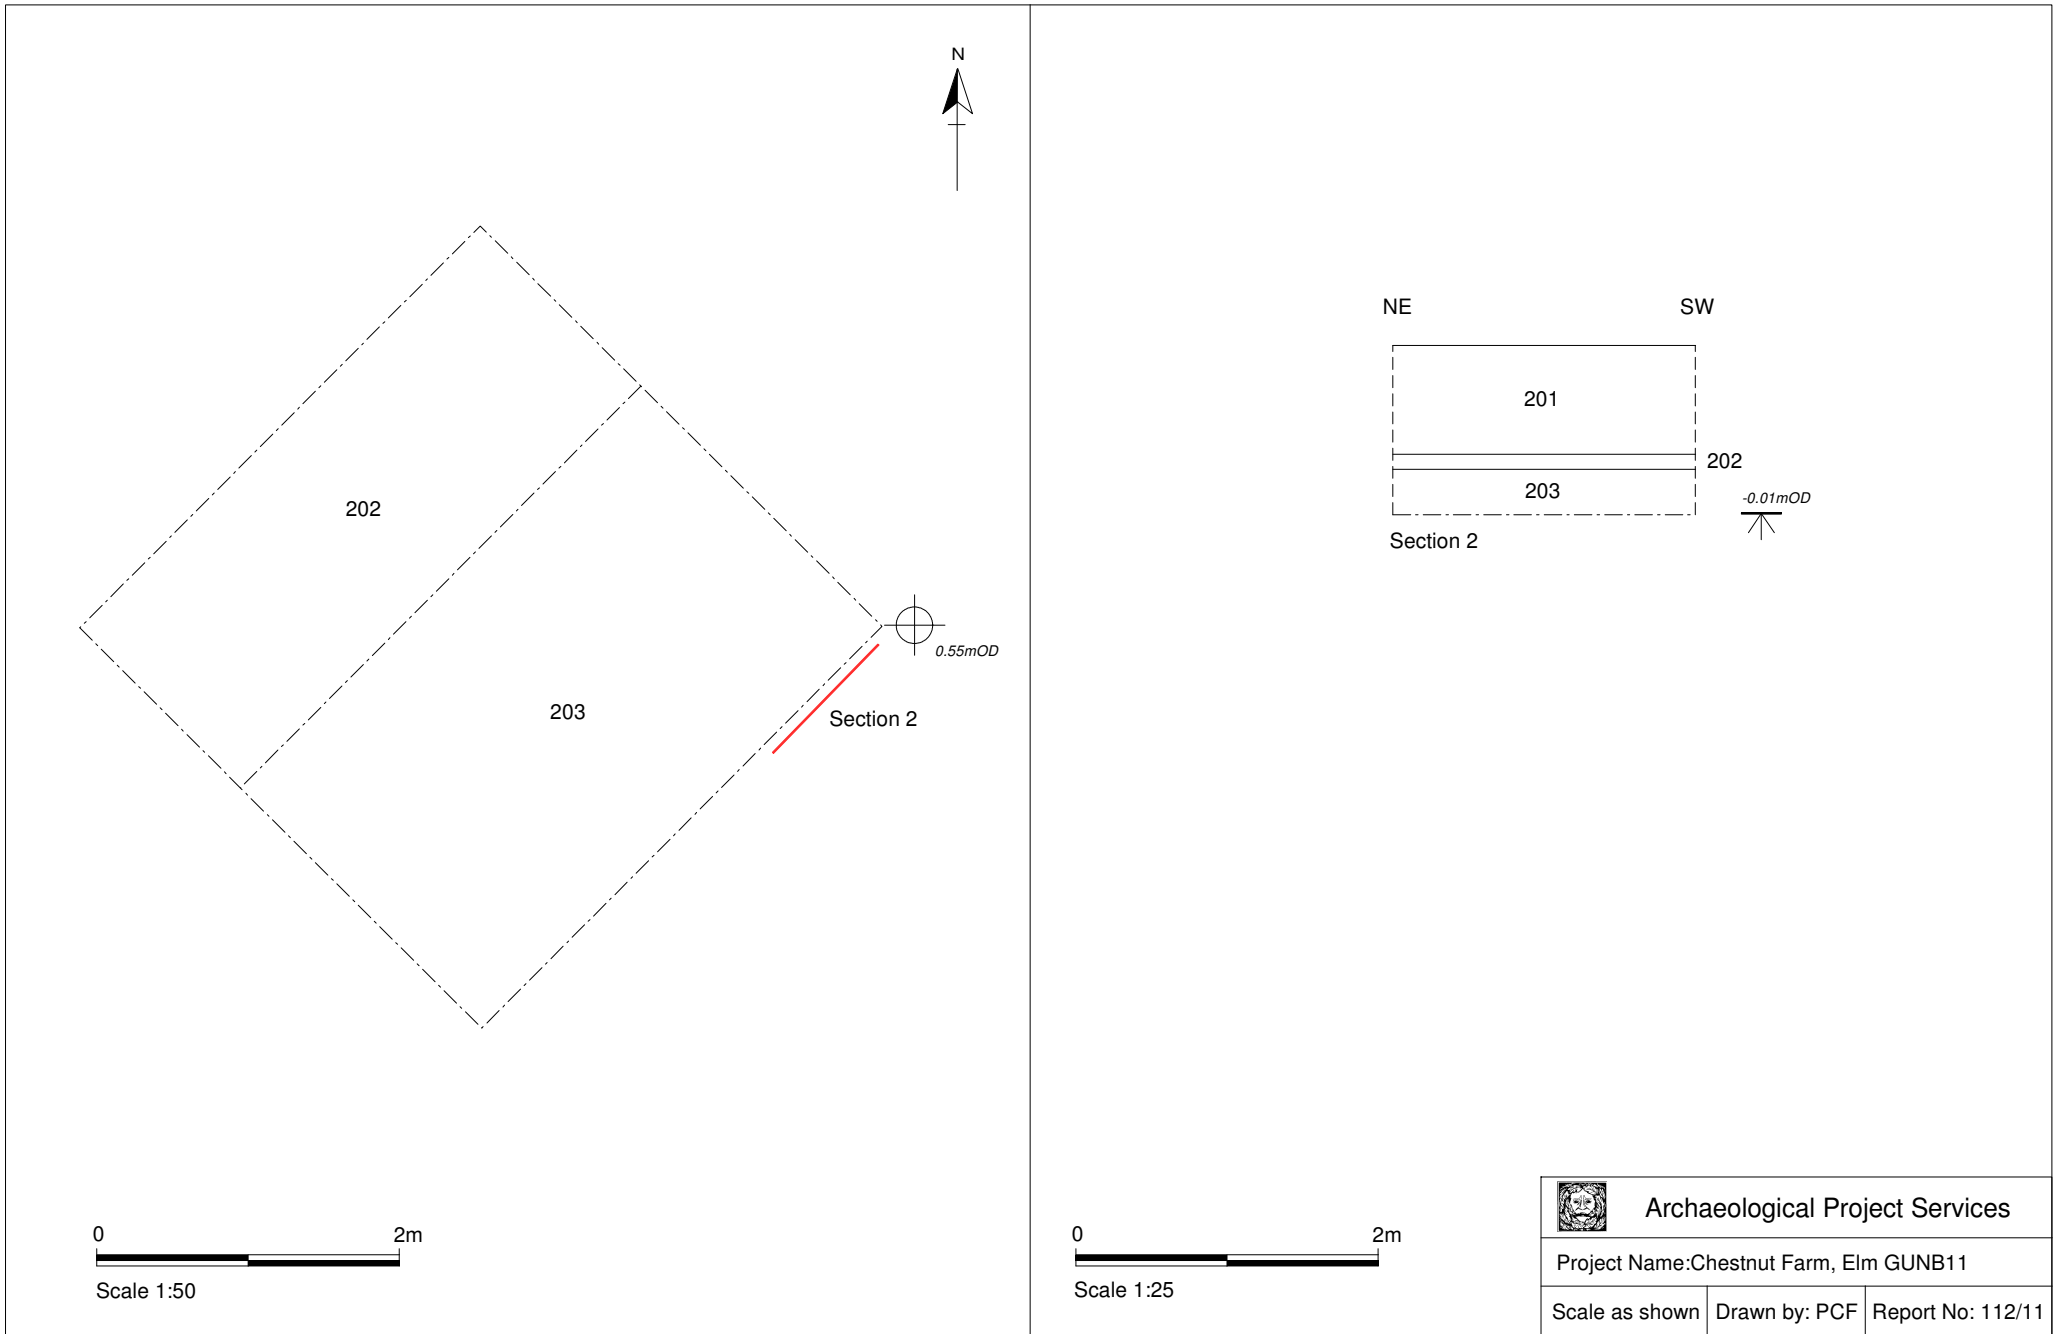 N
202
203
0.55mOD
Section 2
0 2m
Scale 1:50
NE SW
201
202
203
-0.01mOD
Section 2
0 2m
Scale 1:25
Archaeological Project Services
Project Name:Chestnut Farm, Elm GUNB11
Scale as shown Drawn by: PCF Report No: 112/11